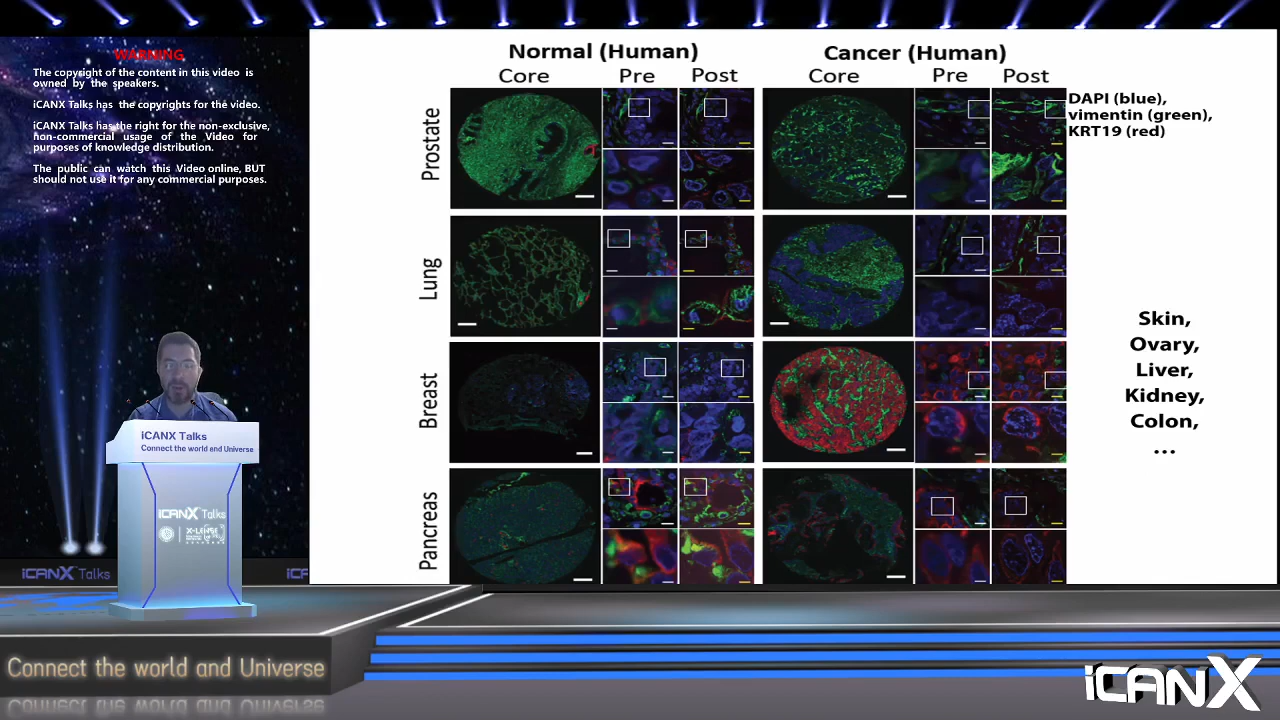 WARNING
The copyright of the content in this video is
owned by the speakers.
iCANX Talks has the copyrights for the video.
iCANX Talks has the right for the non-exclusive,
non-commercial usage of the Video for
purposes of knowledge distribution.
The public can watch this Video online, BUT
should not use it for any commercial purposes.
Normal (Human)
Cancer (Human)
Core
Pre
Post
Core
Pre
Post
Prostate
Lung
Breast
Pancreas
DAPI (blue),
vimentin (green),
KRT19 (red)
Skin,
Ovary,
Liver,
Kidney,
Colon,
...
iCANX Talks
Connect the world and Universe
iCANX Talks
iCANX Talks
iCANX
Connect the world and Universe